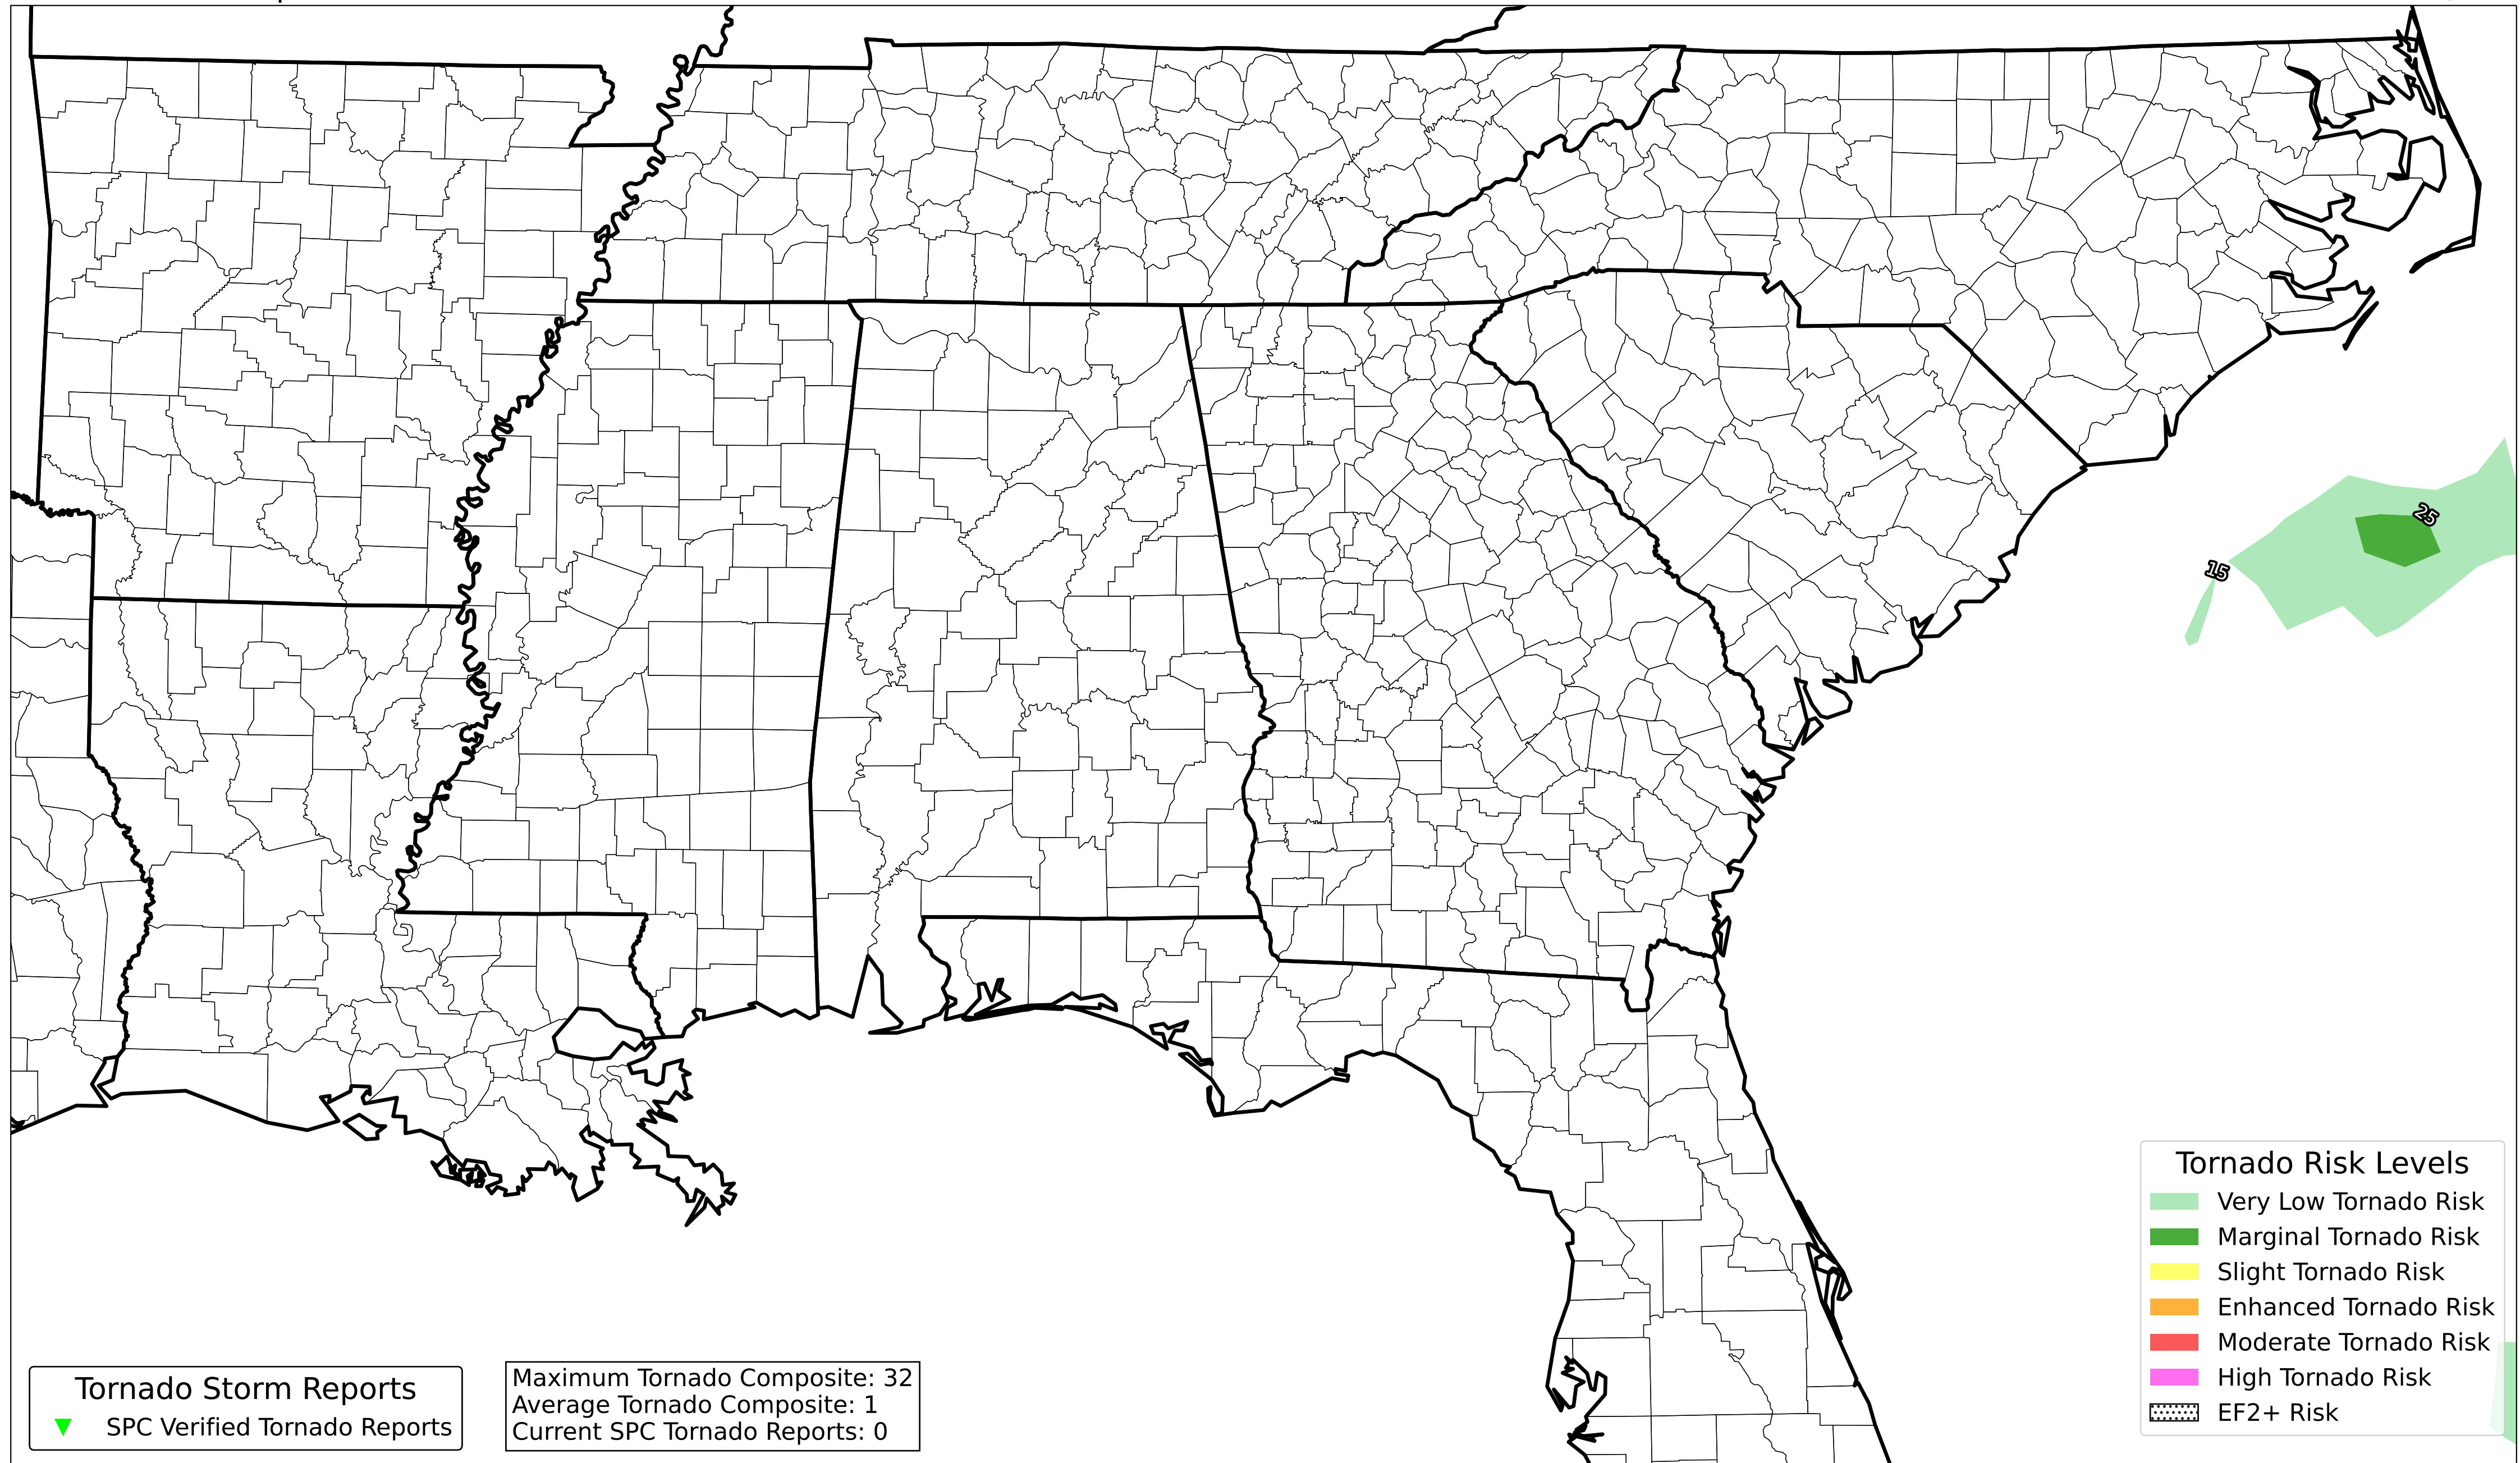 25
15
Tornado Risk Levels
Very Low Tornado Risk
Marginal Tornado Risk
Slight Tornado Risk
Enhanced Tornado Risk
Moderate Tornado Risk
High Tornado Risk
EF2+ Risk
Tornado Storm Reports
SPC Verified Tornado Reports
Maximum Tornado Composite: 32
Average Tornado Composite: 1
Current SPC Tornado Reports: 0